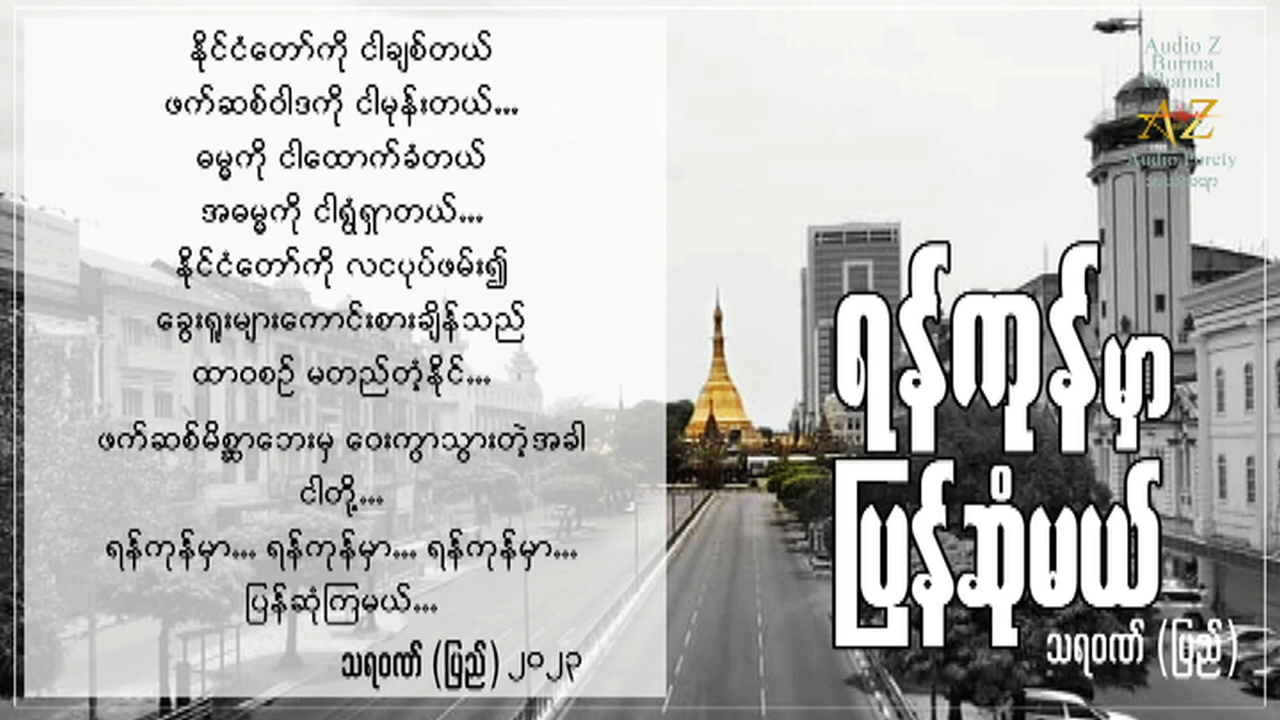 နိုင်ငံတော်ကို ငါချစ်တယ်
ဖက်ဆစ်ဝါဒကို ငါမုန်းတယ်...
ဓမ္မကို ငါထောက်ခံတယ်
အဓမ္မကို ငါရွံရှာတယ်...
နိုင်ငံတော်ကို လငပုပ်ဖမ်း၍
ခွေးရူးများကောင်းစားချိန်သည်
ထာဝစဉ် မတည်တံ့နိုင်...
ဖက်ဆစ်မိစ္ဆာဘေးမှ ဝေးကွာသွားတဲ့အခါ
ငါတို့...
ရန်ကုန်မှာ... ရန်ကုန်မှာ... ရန်ကုန်မှာ...
ပြန်ဆုံကြမယ်...
သရဝဏ် (ပြည်) ၂၀၂၃
Audio Z
Burma
Channel
AZ
ရန်ကုန်မှာ
ပြန်ဆုံမယ်
သရဝဏ် (ပြည်)